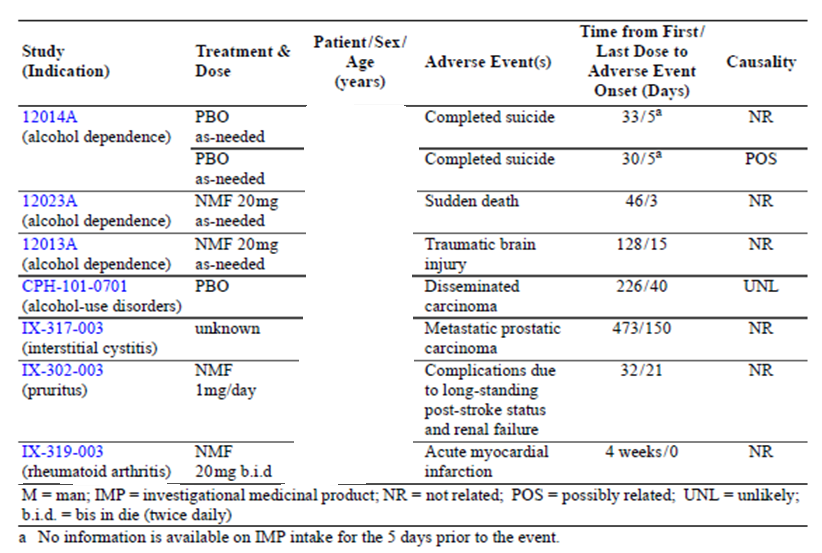 Study (Indication) Treatment & Dose Patient/Sex/ Age (years) Adverse Event(s) Time from First/ Last Dose to Adverse Event Onset (Days) Causality
12014A PBO Completed suicide 33/5a NR
(alcohol dependence) as-needed
PBO Completed suicide 30/5a POS
as-needed
12023A NMF 20mg Sudden death 46/3 NR
(alcohol dependence) as-needed
12013A NMF 20mg Traumatic brain 128/15 NR
(alcohol dependence) as-needed injury
CPH-101-0701 PBO Disseminated 226/40 UNL
(alcohol-use disorders) carcinoma
IX-317-003 unknown Metastatic prostatic 473/150 NR
(interstitial cystitis) carcinoma
IX-302-003 NMF Complications due 32/21 NR
(pruritus) 1mg/day to long-standing
post-stroke status
and renal failure
IX-319-003 NMF Acute myocardial 4 weeks/0 NR
(rheumatoid arthritis) 20mg b.i.d infarction
M = man; IMP = investigational medicinal product; NR = not related; POS = possibly related; UNL = unlikely;
b.i.d. = bis in die (twice daily)
a No information is available on IMP intake for the 5 days prior to the event.